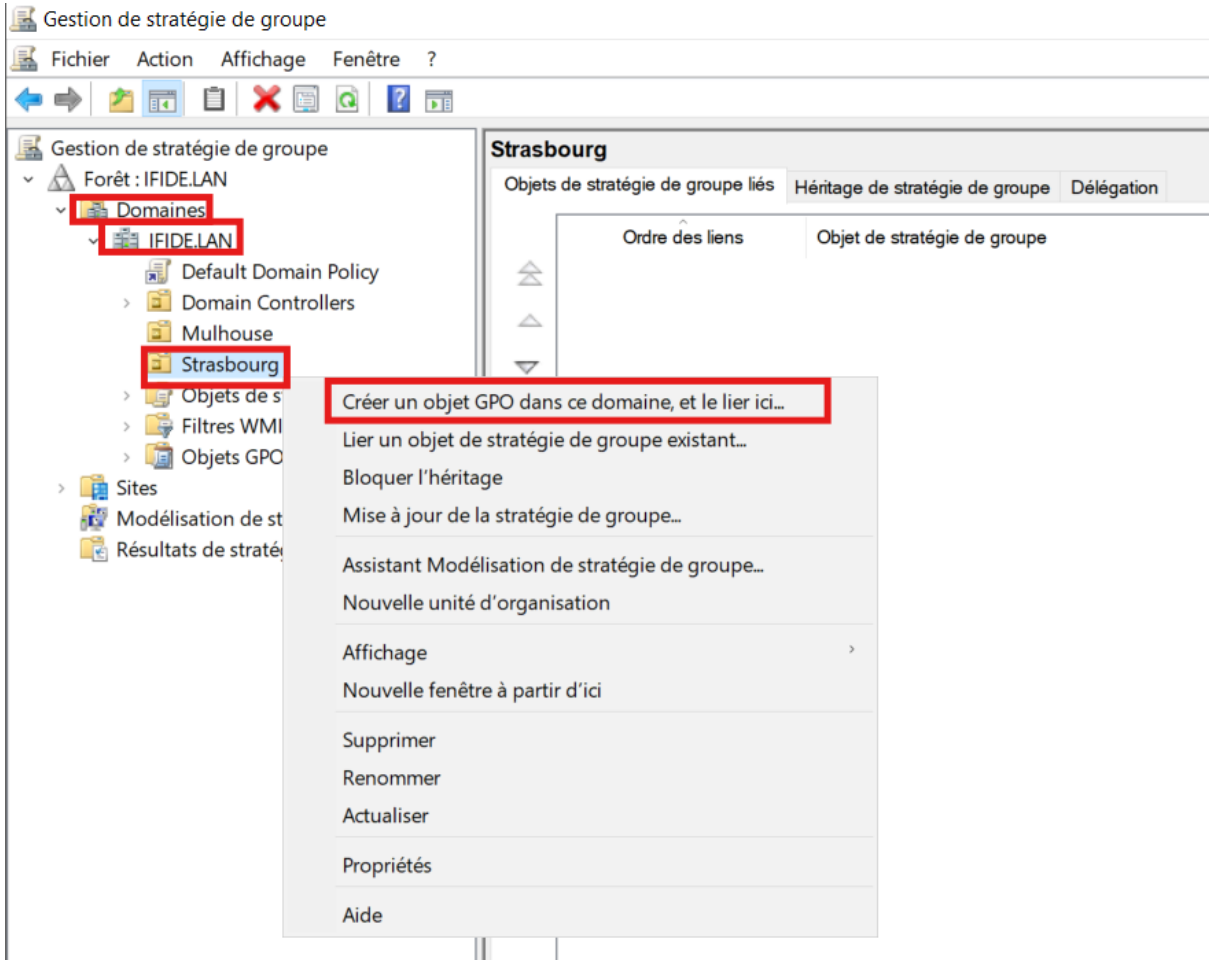 Gestion de stratégie de groupe
Fichier Action Affichage Fenêtre ?
Gestion de stratégie de groupe
Forêt : IFIDE.LAN
Domaines
IFIDE.LAN
Default Domain Policy
Domain Controllers
Mulhouse
Strasbourg
Objets de s
Filtres WMI
Objets GPO
Sites
Modélisation de st
Résultats de straté
Strasbourg
Objets de stratégie de groupe liés Héritage de stratégie de groupe Délégation
Ordre des liens Objet de stratégie de groupe
Créer un objet GPO dans ce domaine, et le lier ici...
Lier un objet de stratégie de groupe existant...
Bloquer l'héritage
Mise à jour de la stratégie de groupe...
Assistant Modélisation de stratégie de groupe...
Nouvelle unité d'organisation
Affichage
Nouvelle fenêtre à partir d'ici
Supprimer
Renommer
Actualiser
Propriétés
Aide